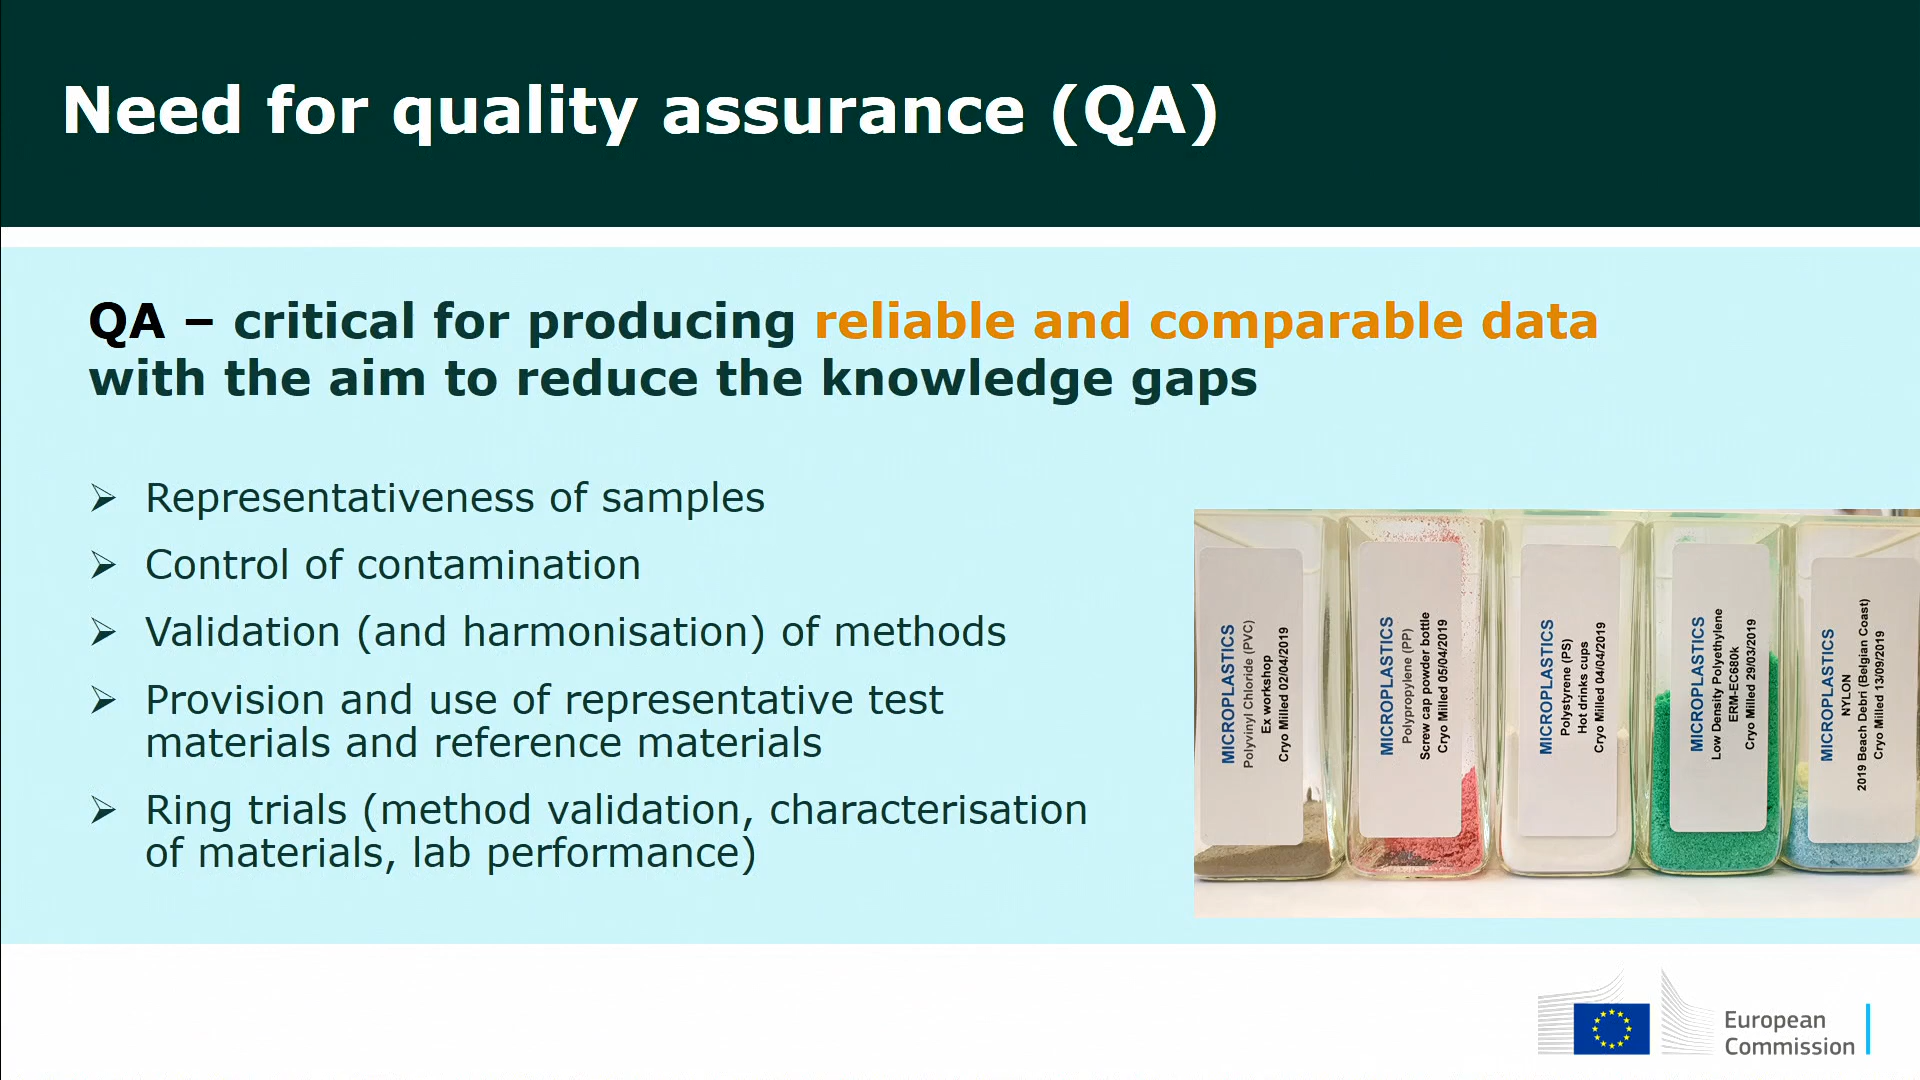 Need for quality assurance (QA)
QA – critical for producing reliable and comparable data
with the aim to reduce the knowledge gaps
➢ Representativeness of samples
➢ Control of contamination
➢ Validation (and harmonisation) of methods
➢ Provision and use of representative test
materials and reference materials
➢ Ring trials (method validation, characterisation
of materials, lab performance)
MICROPLASTICS
Polyvinyl Chloride (PVC)
Ex workshop
Cryo Milled 02/04/2019
MICROPLASTICS
Polypropylene (PP)
Screw cap powder bottle
Cryo Milled 05/04/2019
MICROPLASTICS
Polystyrene (PS)
Hot drinks cups
Cryo Milled 04/04/2019
MICROPLASTICS
Low Density Polyethylene
ERM-EC680k
Cryo Milled 29/03/2019
MICROPLASTICS
NYLON
2019 Beach Debri (Belgian Coast)
Cryo Milled 13/09/2019
European
Commission